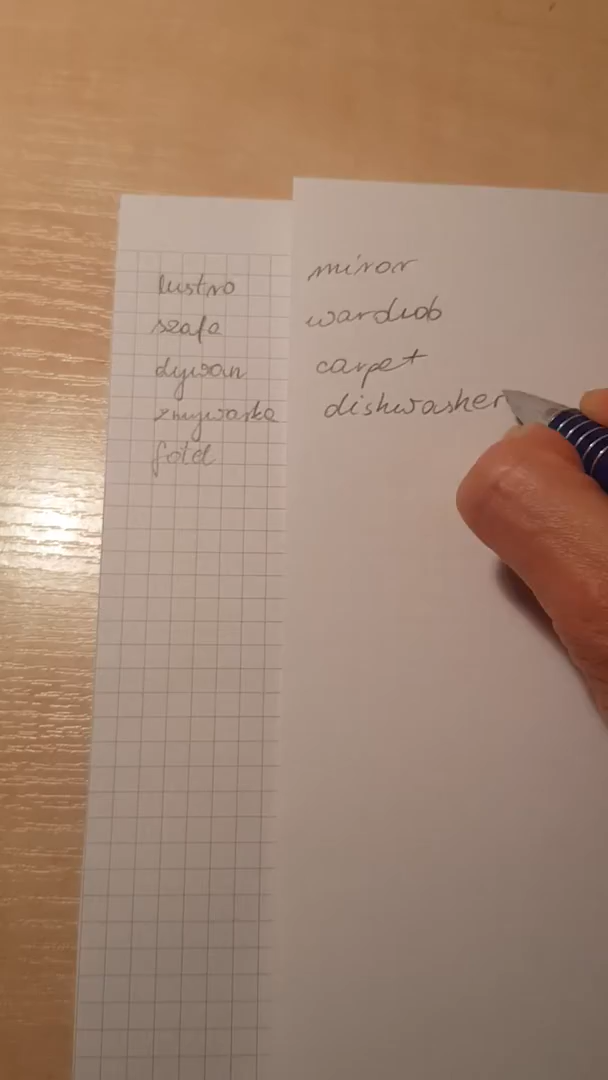 lustro miror
szafa wardrob
dywan carpet
zmywarka dishwasher
fotel